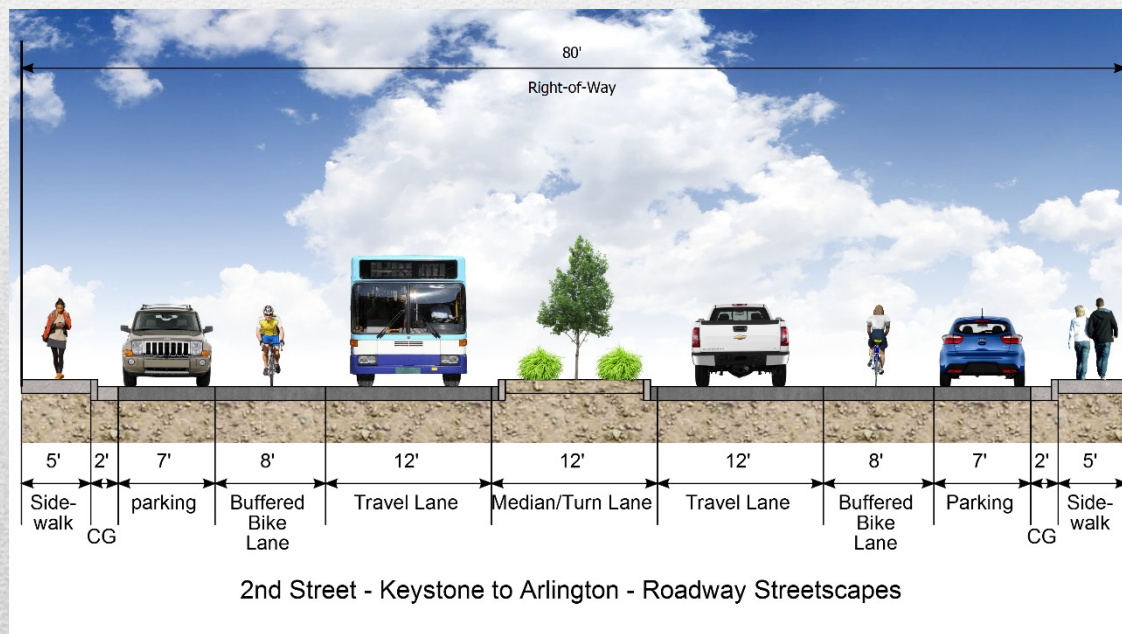 80'
Right-of-Way
5' 2' 7' 8' 12' 12' 12' 8' 7' 2' 5'
Side-
walk
CG
parking
Buffered
Bike
Lane
Travel Lane
Median/Turn Lane
Travel Lane
Buffered
Bike
Lane
Parking
CG
Side-
walk
2nd Street - Keystone to Arlington - Roadway Streetscapes